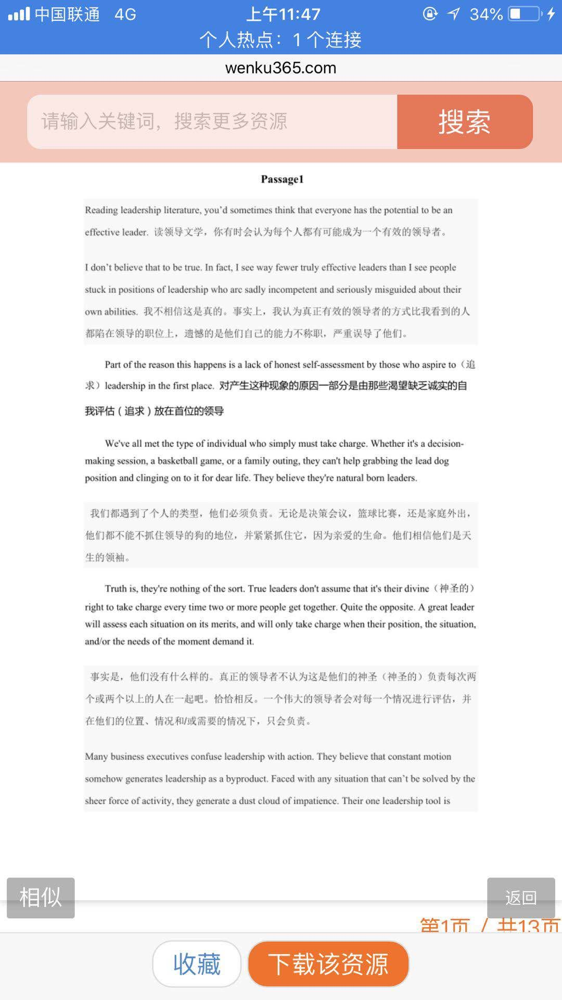 中国联通 4G 上午11:47 34%
个人热点：1 个连接
wenku365.com
请输入关键词，搜索更多资源 搜索
Passage1
Reading leadership literature, you’d sometimes think that everyone has the potential to be an
effective leader. 读领导文学，你有时会认为每个人都有可能成为一个有效的领导者。
I don’t believe that to be true. In fact, I see way fewer truly effective leaders than I see people
stuck in positions of leadership who arc sadly incompetent and seriously misguided about their
own abilities. 我不相信这是真的。事实上，我认为真正有效的领导者的方式比我看到的人
都陷在领导的职位上，遗憾的是他们自己的能力不称职，严重误导了他们。
Part of the reason this happens is a lack of honest self-assessment by those who aspire to（追
求）leadership in the first place. 对产生这种现象的原因一部分是由那些渴望缺乏诚实的自
我评估（追求）放在首位的领导
We've all met the type of individual who simply must take charge. Whether it's a decision-
making session, a basketball game, or a family outing, they can't help grabbing the lead dog
position and clinging on to it for dear life. They believe they're natural born leaders.
我们都遇到了个人的类型，他们必须负责。无论是决策会议，篮球比赛，还是家庭外出，
他们都不能不抓住领导的狗的地位，并紧紧抓住它，因为亲爱的生命。他们相信他们是天
生的领袖。
Truth is, they're nothing of the sort. True leaders don't assume that it's their divine（神圣的）
right to take charge every time two or more people get together. Quite the opposite. A great leader
will assess each situation on its merits, and will only take charge when their position, the situation,
and/or the needs of the moment demand it.
事实是，他们没有什么样的。真正的领导者不认为这是他们的神圣（神圣的）负责每次两
个或两个以上的人在一起吧。恰恰相反。一个伟大的领导者会对每一个情况进行评估，并
在他们的位置、情况和/或需要的情况下，只会负责。
Many business executives confuse leadership with action. They believe that constant motion
somehow generates leadership as a byproduct. Faced with any situation that can’t be solved by the
sheer force of activity, they generate a dust cloud of impatience. Their one leadership tool is
相似 返回
第1页 / 共13页
收藏 下载该资源